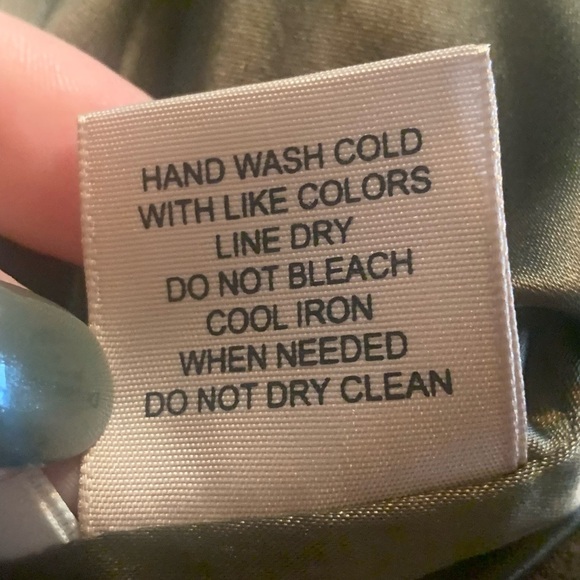 HAND WASH COLD
WITH LIKE COLORS
LINE DRY
DO NOT BLEACH
COOL IRON
WHEN NEEDED
DO NOT DRY CLEAN